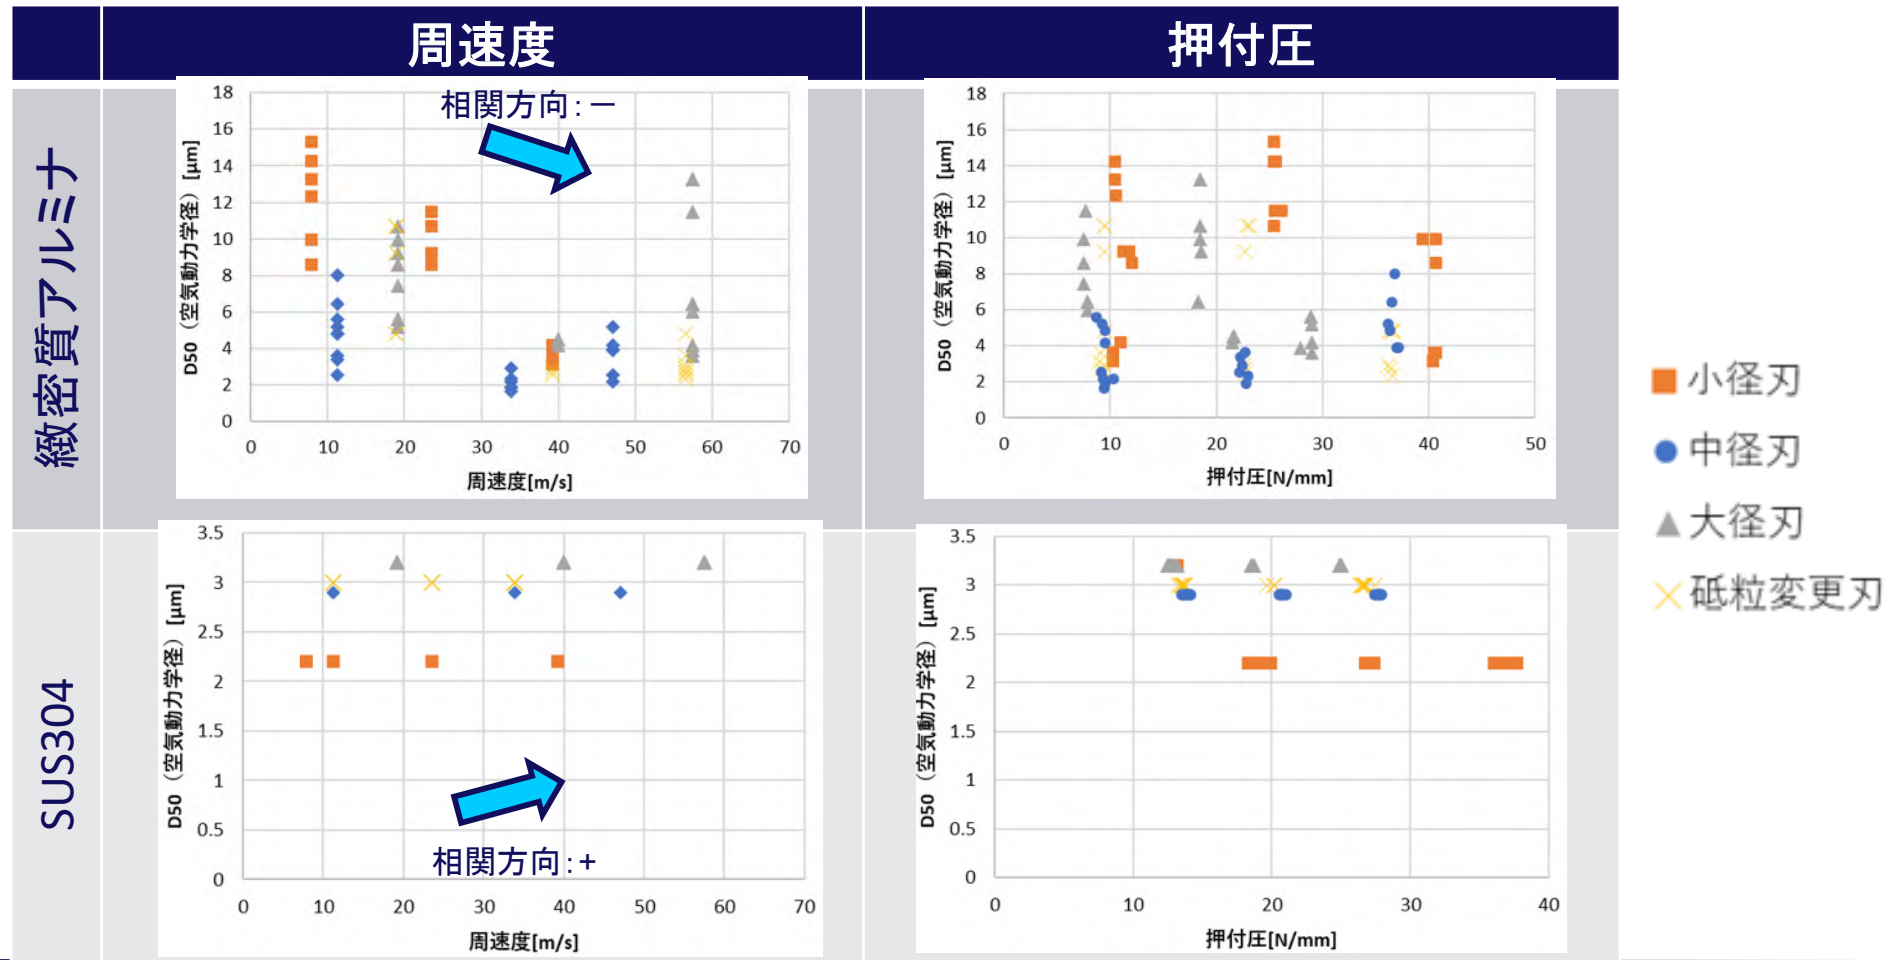 周速度
押付圧
緻密質アルミナ
相関方向：－
18
16
14
12
10
8
6
4
2
0
D50（空気動力学径）[μm]
0 10 20 30 40 50 60 70
周速度[m/s]
18
16
14
12
10
8
6
4
2
0
D50（空気動力学径）[μm]
0 10 20 30 40 50
押付圧[N/mm]
小径刃
中径刃
大径刃
砥粒変更刃
SUS304
3.5
3
2.5
2
1.5
1
0.5
0
D50（空気動力学径）[μm]
相関方向：+
0 10 20 30 40 50 60 70
周速度[m/s]
3.5
3
2.5
2
1.5
1
0.5
0
D50（空気動力学径）[μm]
0 10 20 30 40
押付圧[N/mm]